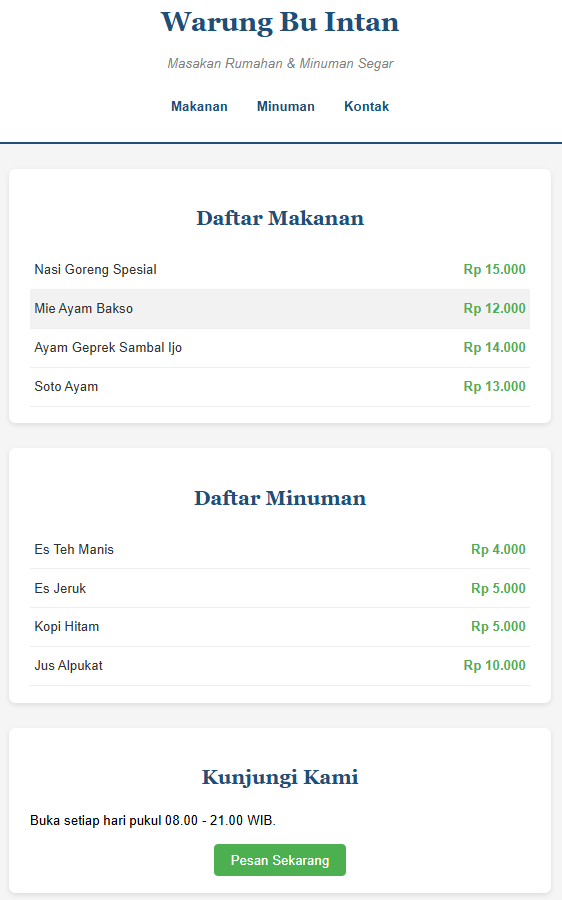 Warung Bu Intan
Masakan Rumahan & Minuman Segar
Makanan Minuman Kontak
Daftar Makanan
Nasi Goreng Spesial Rp 15.000
Mie Ayam Bakso Rp 12.000
Ayam Geprek Sambal Ijo Rp 14.000
Soto Ayam Rp 13.000
Daftar Minuman
Es Teh Manis Rp 4.000
Es Jeruk Rp 5.000
Kopi Hitam Rp 5.000
Jus Alpukat Rp 10.000
Kunjungi Kami
Buka setiap hari pukul 08.00 - 21.00 WIB.
Pesan Sekarang